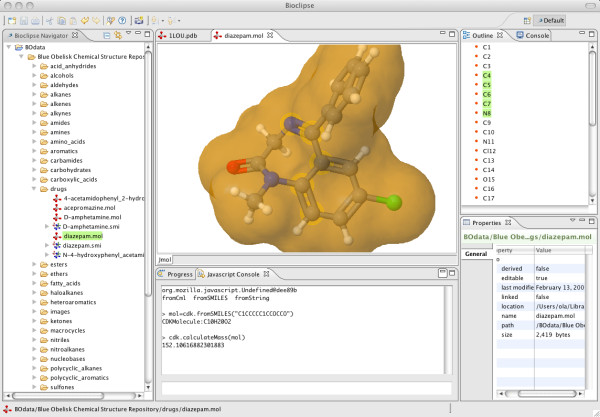 Bioclipse
Default
Bioclipse Navigator
BOdata
Blue Obelisk Chemical Structure Repos
acid_anhydrides
alcohols
aldehydes
alkanes
alkenes
alkynes
amides
amines
amino_acids
aromatics
carbamides
carbohydrates
carboxylic_acids
drugs
4-acetamidophenyl_2-hydro
acepromazine.mol
D-amphetamine.mol
D-amphetamine.smi
diazepam.mol
diazepam.smi
N-4-hydroxyphenyl_acetami
esters
ethers
fatty_acids
haloalkanes
heteroaromatics
images
ketones
macrocycles
nitriles
nitroalkanes
nucleobases
polycyclic_alkanes
polycyclic_aromatics
sulfones
1LOU.pdb
diazepam.mol
Jmol
Progress
Javascript Console
org.mozilla.javascript.Undefined@dee89b
fromCml fromSMILES fromString
> mol=cdk.fromSMILES("C1CCCCC1CCOCCO")
CDKMolecule:C10H20O2
> cdk.calculateMass(mol)
152.10616882301883
Outline
Console
C1
C2
C3
C4
C5
C6
C7
N8
C9
C10
N11
Cl12
C13
C14
O15
C16
C17
Properties
BOdata/Blue Obe...gs/diazepam.mol
General
perty
Value
o
derived false
editable true
last modifie February 13, 200
linked false
location /Users/ola/Libra
name diazepam.mol
path /BOdata/Blue Ob
size 2,419 bytes
BOdata/Blue Obelisk Chemical Structure Repository/drugs/diazepam.mol